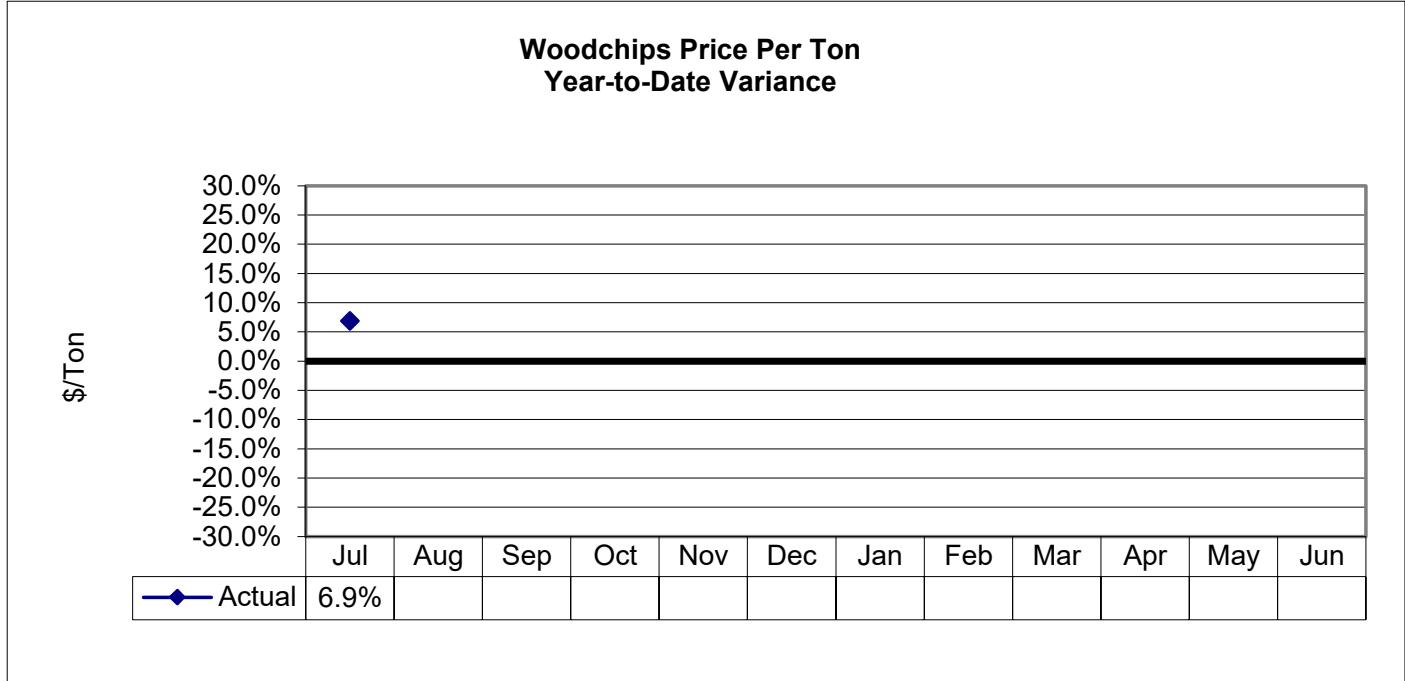 Woodchips Price Per Ton
Year-to-Date Variance
$/Ton
30.0%
25.0%
20.0%
15.0%
10.0%
5.0%
0.0%
-5.0%
-10.0%
-15.0%
-20.0%
-25.0%
-30.0%
Jul Aug Sep Oct Nov Dec Jan Feb Mar Apr May Jun
Actual 6.9%